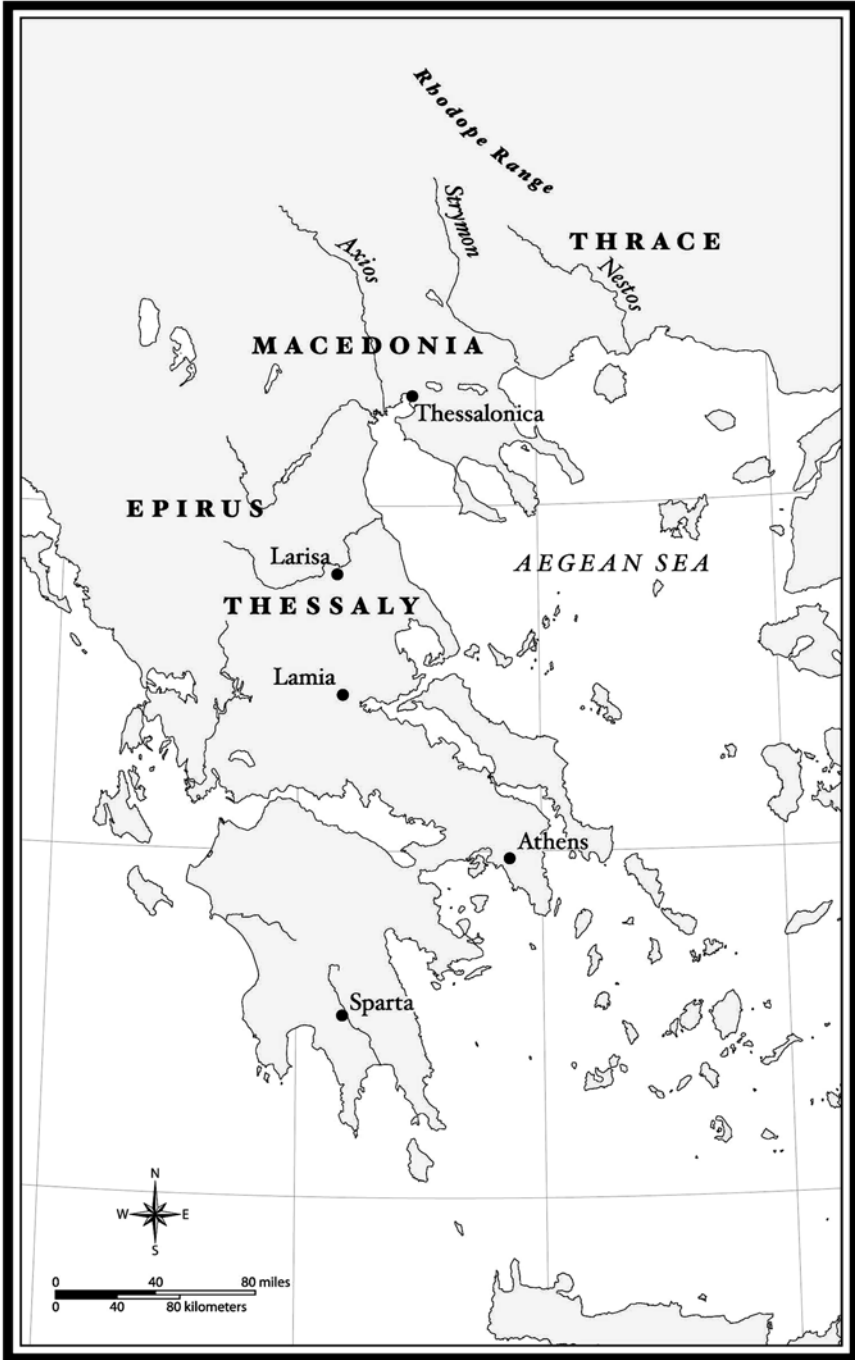 Rhodope Range
Strymon
THRACE
Axios
Nestos
MACEDONIA
Thessalonica
EPIRUS
Larisa
AEGEAN SEA
THESSALY
Lamia
Athens
Sparta
N
W E
S
0 40 80 miles
0 40 80 kilometers